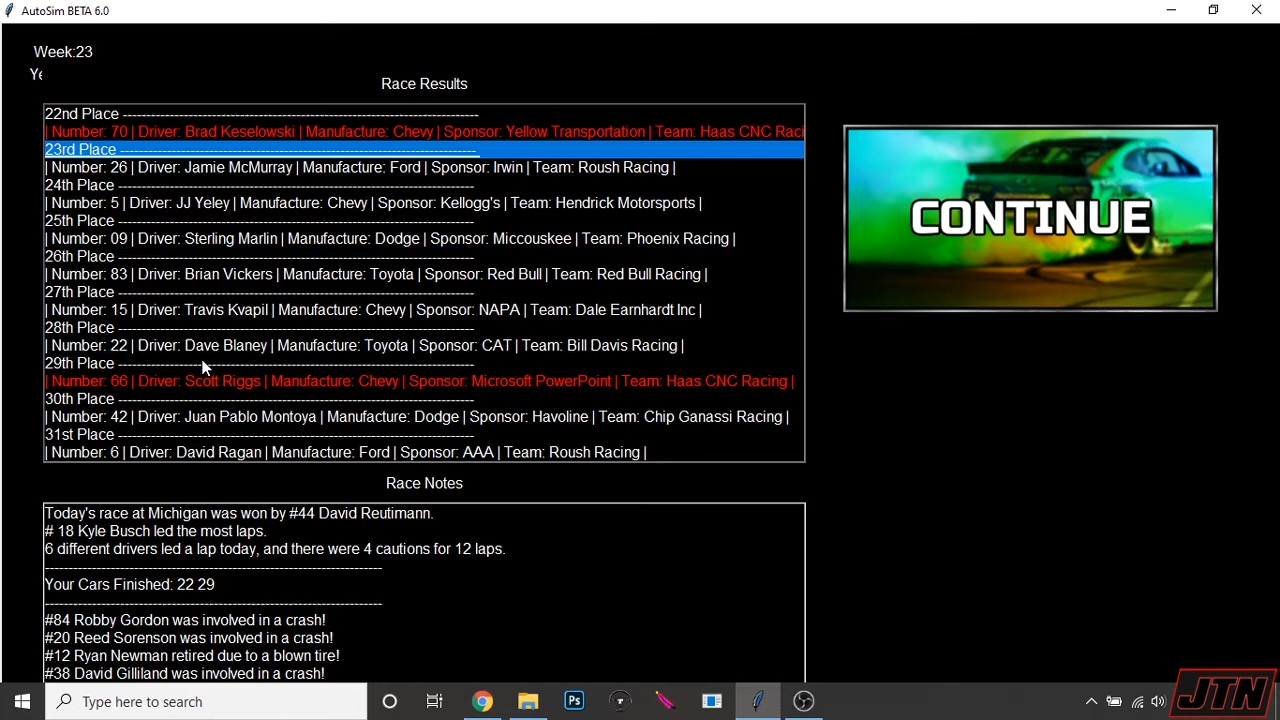 AutoSim BETA 6.0
Week:23
Ye
Race Results
22nd Place ------------------------------------------------------------------------
| Number: 70 | Driver: Brad Keselowski | Manufacture: Chevy | Sponsor: Yellow Transportation | Team: Haas CNC Raci
23rd Place ------------------------------------------------------------------------
| Number: 26 | Driver: Jamie McMurray | Manufacture: Ford | Sponsor: Irwin | Team: Roush Racing |
24th Place ------------------------------------------------------------------------
| Number: 5 | Driver: JJ Yeley | Manufacture: Chevy | Sponsor: Kellogg's | Team: Hendrick Motorsports |
25th Place ------------------------------------------------------------------------
| Number: 09 | Driver: Sterling Marlin | Manufacture: Dodge | Sponsor: Miccouskee | Team: Phoenix Racing |
26th Place ------------------------------------------------------------------------
| Number: 83 | Driver: Brian Vickers | Manufacture: Toyota | Sponsor: Red Bull | Team: Red Bull Racing |
27th Place ------------------------------------------------------------------------
| Number: 15 | Driver: Travis Kvapil | Manufacture: Chevy | Sponsor: NAPA | Team: Dale Earnhardt Inc |
28th Place ------------------------------------------------------------------------
| Number: 22 | Driver: Dave Blaney | Manufacture: Toyota | Sponsor: CAT | Team: Bill Davis Racing |
29th Place ------------------------------------------------------------------------
| Number: 66 | Driver: Scott Riggs | Manufacture: Chevy | Sponsor: Microsoft PowerPoint | Team: Haas CNC Racing |
30th Place ------------------------------------------------------------------------
| Number: 42 | Driver: Juan Pablo Montoya | Manufacture: Dodge | Sponsor: Havoline | Team: Chip Ganassi Racing |
31st Place ------------------------------------------------------------------------
| Number: 6 | Driver: David Ragan | Manufacture: Ford | Sponsor: AAA | Team: Roush Racing |
CONTINUE
Race Notes
Today's race at Michigan was won by #44 David Reutimann.
# 18 Kyle Busch led the most laps.
6 different drivers led a lap today, and there were 4 cautions for 12 laps.
--------------------------------------------------------------------
Your Cars Finished: 22 29
--------------------------------------------------------------------
#84 Robby Gordon was involved in a crash!
#20 Reed Sorenson was involved in a crash!
#12 Ryan Newman retired due to a blown tire!
#38 David Gilliland was involved in a crash!
Type here to search
Ps
JTN